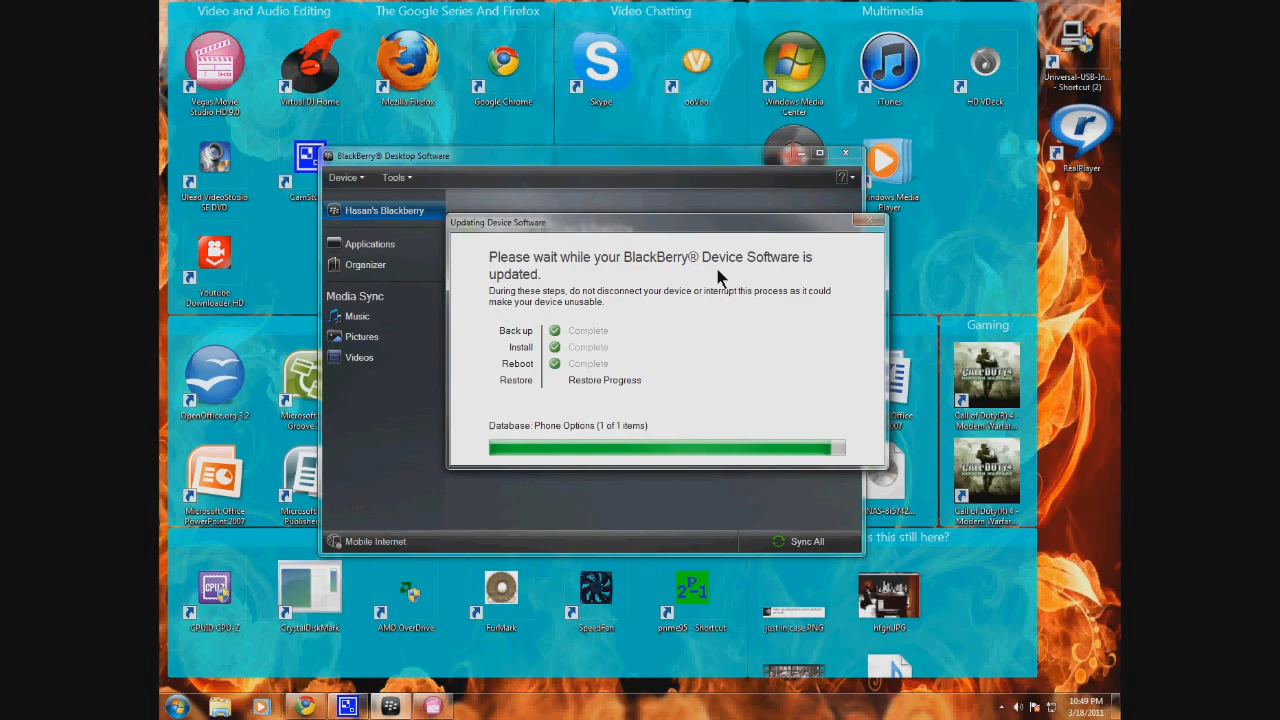 Video and Audio Editing
The Google Series And Firefox
Video Chatting
Multimedia
Vegas Movie
Studio HD 9.0
Virtual DJ Home
Mozilla Firefox
Google Chrome
Skype
ooVoo
Windows Media
Center
iTunes
HD VDeck
Universal-USB-In...
- Shortcut (2)
RealPlayer
Ulead VideoStudio
SE DVD
CamStu
Windows Media
Player
Youtube
Downloader HD
BlackBerry® Desktop Software
Device
Tools
?
Hasan's Blackberry
Applications
Organizer
Media Sync
Music
Pictures
Videos
Mobile Internet
Sync All
Updating Device Software
Please wait while your BlackBerry® Device Software is
updated.
During these steps, do not disconnect your device or interrupt this process as it could
make your device unusable.
Back up Complete
Install Complete
Reboot Complete
Restore Restore Progress
Database: Phone Options (1 of 1 items)
Gaming
OpenOffice.org 3.2
Microsoft
Groove
Office
2007
Call of Duty(R) 4 -
Modern Warfar...
Microsoft Office
PowerPoint 2007
Microsoft
Publisher
Call of Duty(R) 4 -
Modern Warfar...
s this still here?
CPUID CPU-Z
CrystalDiskMark
AMD OverDrive
FurMark
SpeedFan
prime95 - Shortcut
just in case.PNG
hfgn.JPG
10:49 PM
3/18/2011